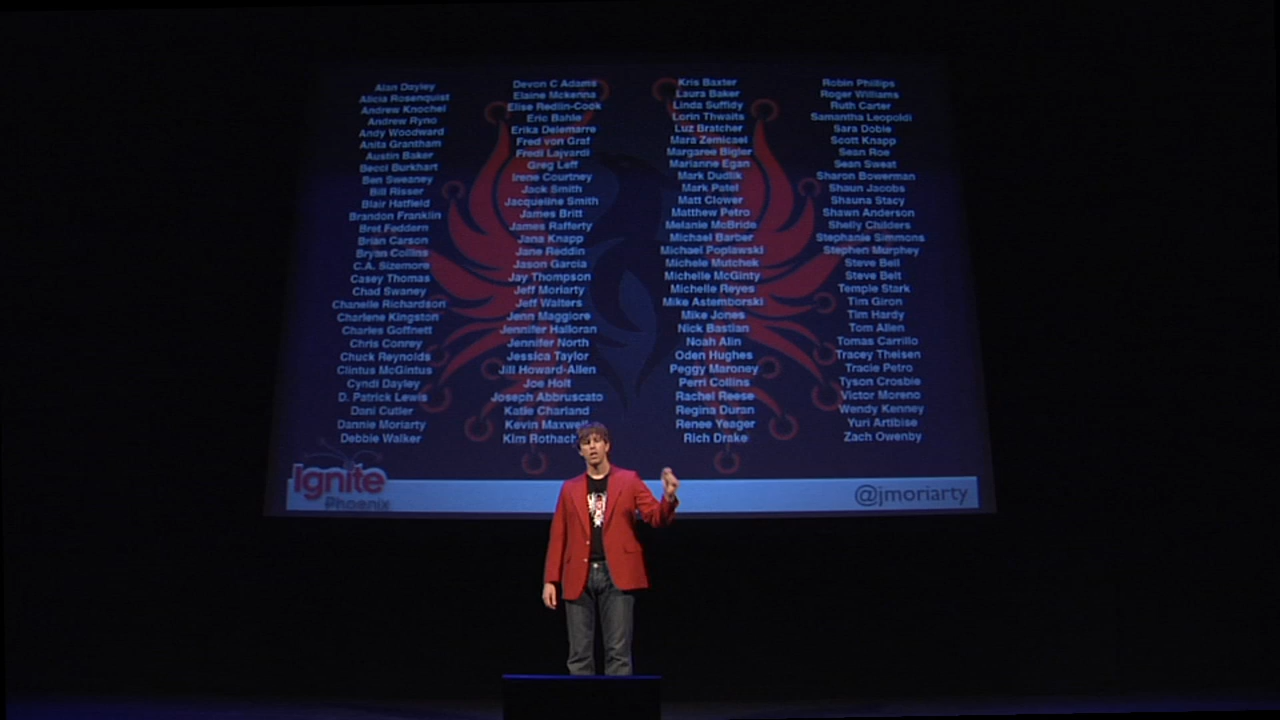 Alan Dayley
Alicia Rosenquist
Andrew Knochel
Andrew Ryno
Andy Woodward
Anita Grantham
Austin Baker
Becci Burkhart
Ben Sweaney
Bill Risser
Blair Hatfield
Brandon Franklin
Bret Feddern
Brian Carson
Bryan Collins
C.A. Sizemore
Casey Thomas
Chad Swaney
Chanelle Richardson
Charlene Kingston
Charles Goffnett
Chris Conrey
Chuck Reynolds
Clintus McGintus
Cyndi Dayley
D. Patrick Lewis
Dani Cutler
Dannie Moriarty
Debbie Walker
Devon C Adams
Elaine Mckenna
Elise Redlin-Cook
Eric Bahle
Erika Delemarre
Fred von Graf
Fredi Lajvardi
Greg Leff
Irene Courtney
Jack Smith
Jacqueline Smith
James Britt
James Rafferty
Jana Knapp
Jane Reddin
Jason Garcia
Jay Thompson
Jeff Moriarty
Jeff Walters
Jenn Maggiore
Jennifer Halloran
Jennifer North
Jessica Taylor
Jill Howard-Allen
Joe Holt
Joseph Abbruscato
Katie Charland
Kevin Maxwell
Kim
Kris Baxter
Laura Baker
Linda Suffidy
Lorin Thwaits
Luz Bratcher
Mara Zemicael
Margaree Bigler
Marianne Egan
Mark Dudlik
Mark Patel
Matt Clower
Matthew Petro
Melanie McBride
Michael Barber
Michael Poplawski
Michele Mutchek
Michelle McGinty
Michelle Reyes
Mike Astemborski
Mike Jones
Nick Bastian
Noah Alin
Oden Hughes
Peggy Maroney
Perri Collins
Rachel Reese
Regina Duran
Renee Yeager
Rich Drake
Robin Phillips
Roger Williams
Ruth Carter
Samantha Leopoldi
Sara Dobie
Scott Knapp
Sean Roe
Sean Sweat
Sharon Bowerman
Shaun Jacobs
Shauna Stacy
Shawn Anderson
Shelly Childers
Stephanie Simmons
Stephen Murphey
Steve Bell
Steve Belt
Temple Stark
Tim Giron
Tim Hardy
Tom Allen
Tomas Carrillo
Tracey Theisen
Tracie Petro
Tyson Crosbie
Victor Moreno
Wendy Kenney
Yuri Artibise
Zach Owenby
Ignite
Phoenix
@jmoriarty